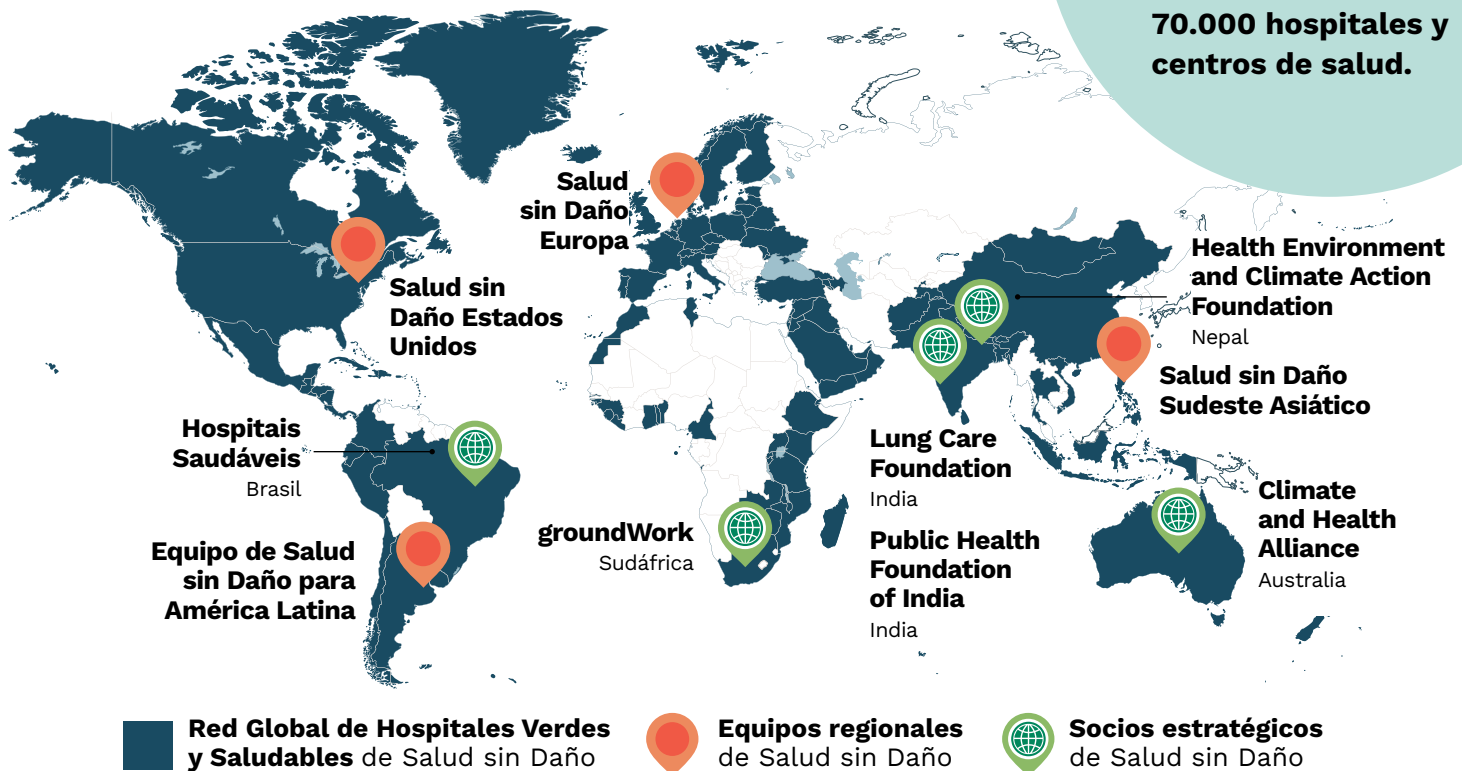 70.000 hospitales y
centros de salud.
Salud
sin Daño
Europa
Salud sin
Daño Estados
Unidos
Health Environment
and Climate Action
Foundation
Nepal
Salud sin Daño
Sudeste Asiático
Hospitais
Saudáveis
Brasil
Lung Care
Foundation
India
Public Health
Foundation
of India
India
groundWork
Sudáfrica
Climate
and Health
Alliance
Australia
Equipo de Salud
sin Daño para
América Latina
Red Global de Hospitales Verdes
y Saludables de Salud sin Daño
Equipos regionales
de Salud sin Daño
Socios estratégicos
de Salud sin Daño